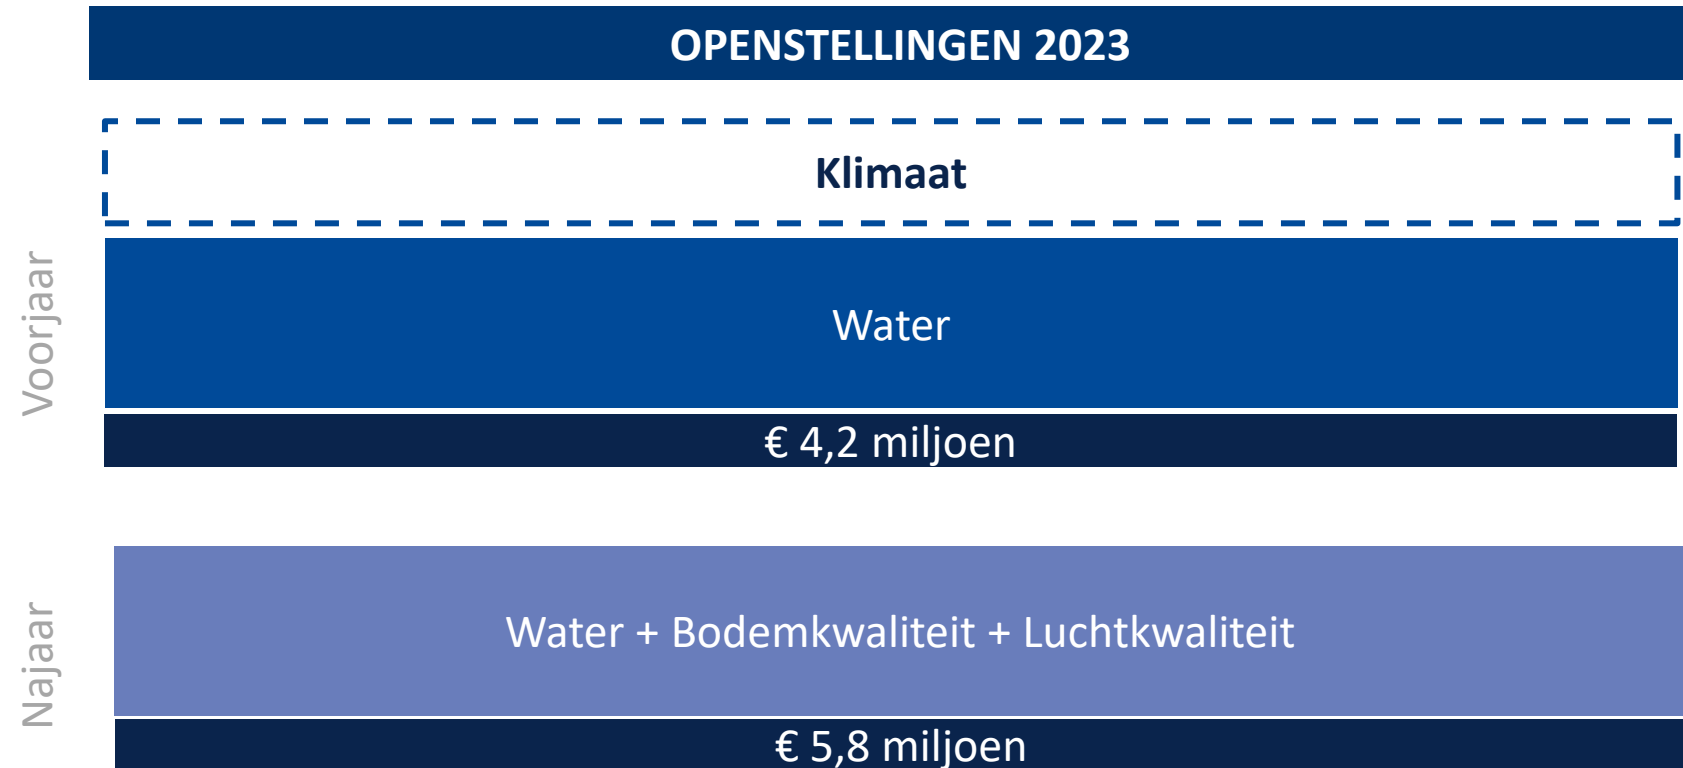 OPENSTELLINGEN 2023
Klimaat
Voorjaar
Water
€ 4,2 miljoen
Najaar
Water + Bodemkwaliteit + Luchtkwaliteit
€ 5,8 miljoen